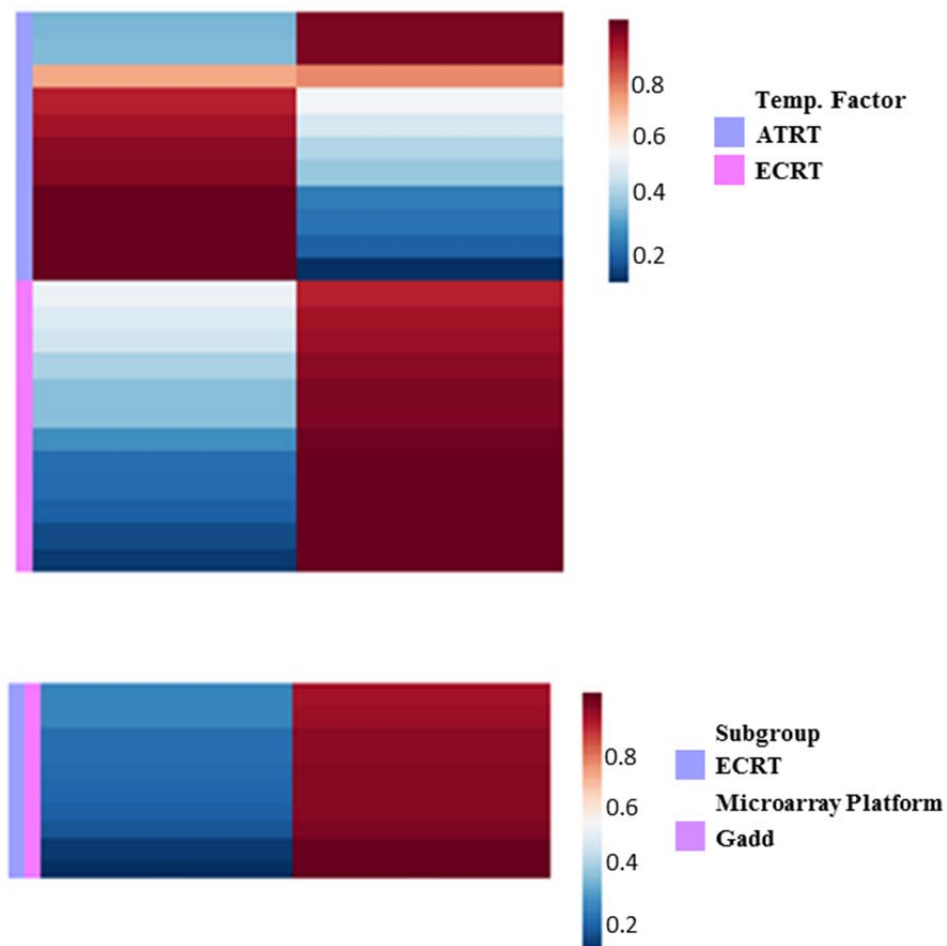 0.8
0.6
0.4
0.2
Temp. Factor
ATRT
ECRT
0.8
0.6
0.4
0.2
Subgroup
ECRT
Microarray Platform
Gadd